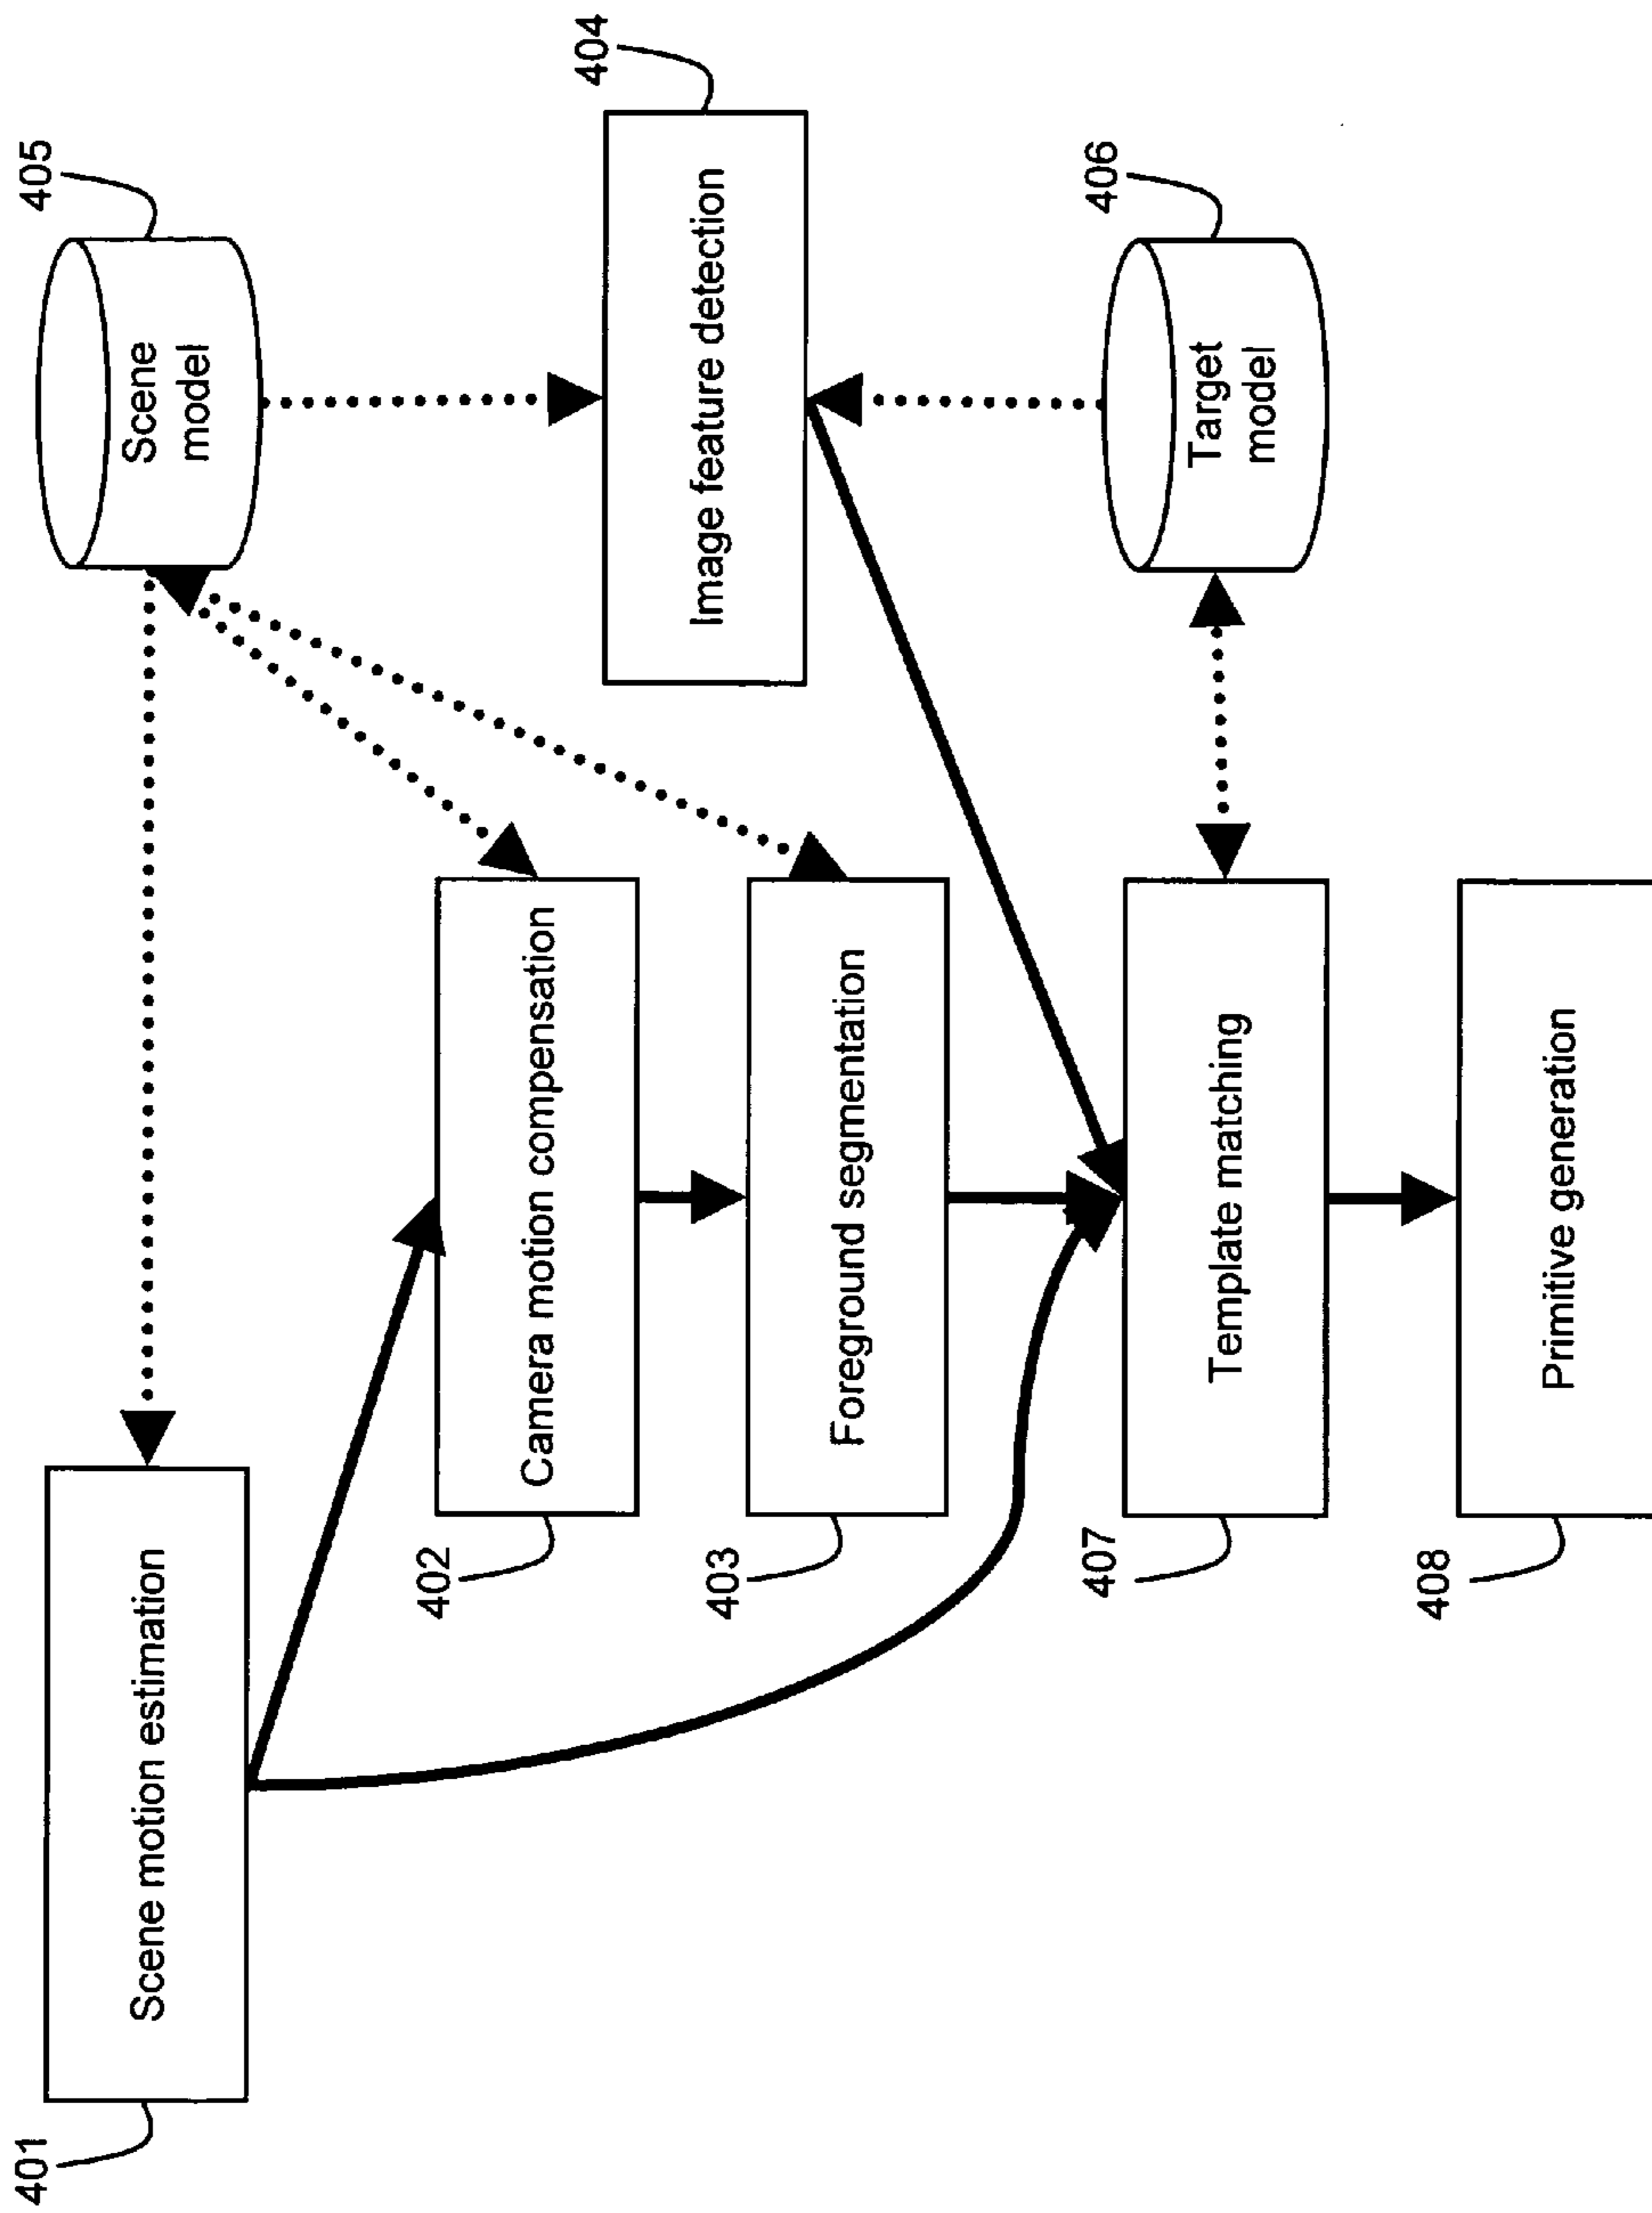 401
Scene motion estimation
405
Scene
model
402
Camera motion compensation
404
Image feature detection
403
Foreground segmentation
406
Target
model
407
Template matching
408
Primitive generation